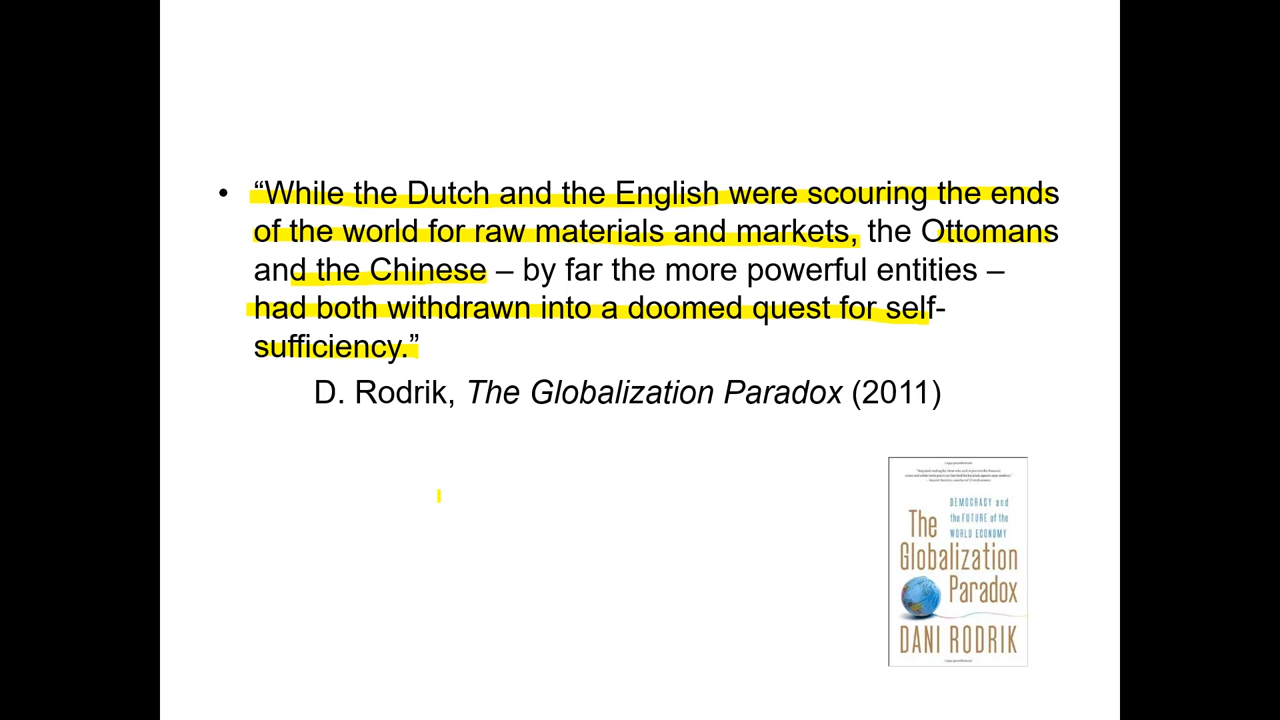 • “While the Dutch and the English were scouring the ends
of the world for raw materials and markets, the Ottomans
and the Chinese – by far the more powerful entities –
had both withdrawn into a doomed quest for self-
sufficiency.”
D. Rodrik, The Globalization Paradox (2011)
DEMOCRACY and
the FUTURE of the
WORLD ECONOMY
The
Globalization
Paradox
DANI RODRIK